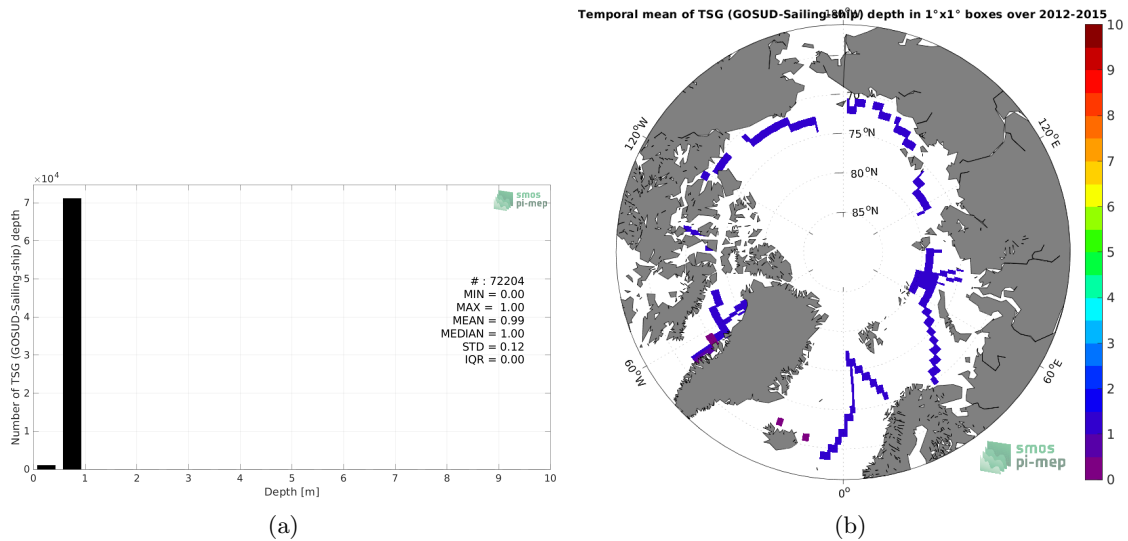 Temporal mean of TSG (GOSUD-Sailing-ship) depth in 1°x1° boxes over 2012-2015
×10⁴
7
6
5
4
3
2
1
0
Number of TSG (GOSUD-Sailing-ship) depth
0 1 2 3 4 5 6 7 8 9 10
Depth [m]
smos
pi-mep
# : 72204
MIN = 0.00
MAX = 1.00
MEAN = 0.99
MEDIAN = 1.00
STD = 0.12
IQR = 0.00
(a)
120°W
120°E
75°N
80°N
85°N
60°W
60°E
0°
smos
pi-mep
10
9
8
7
6
5
4
3
2
1
0
(b)